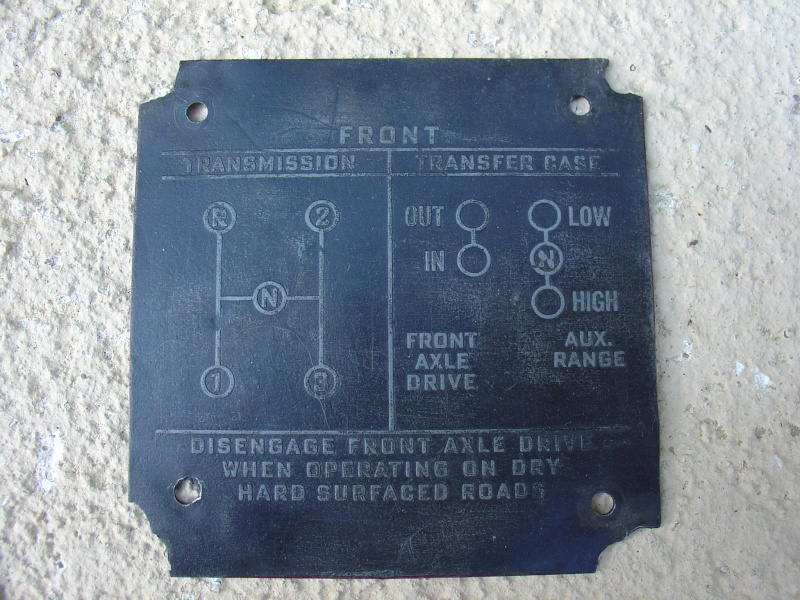 FRONT
TRANSMISSION TRANSFER CASE
R 2 OUT LOW
IN N
N HIGH
FRONT AXLE DRIVE AUX. RANGE
1 3
DISENGAGE FRONT AXLE DRIVE
WHEN OPERATING ON DRY
HARD SURFACED ROADS